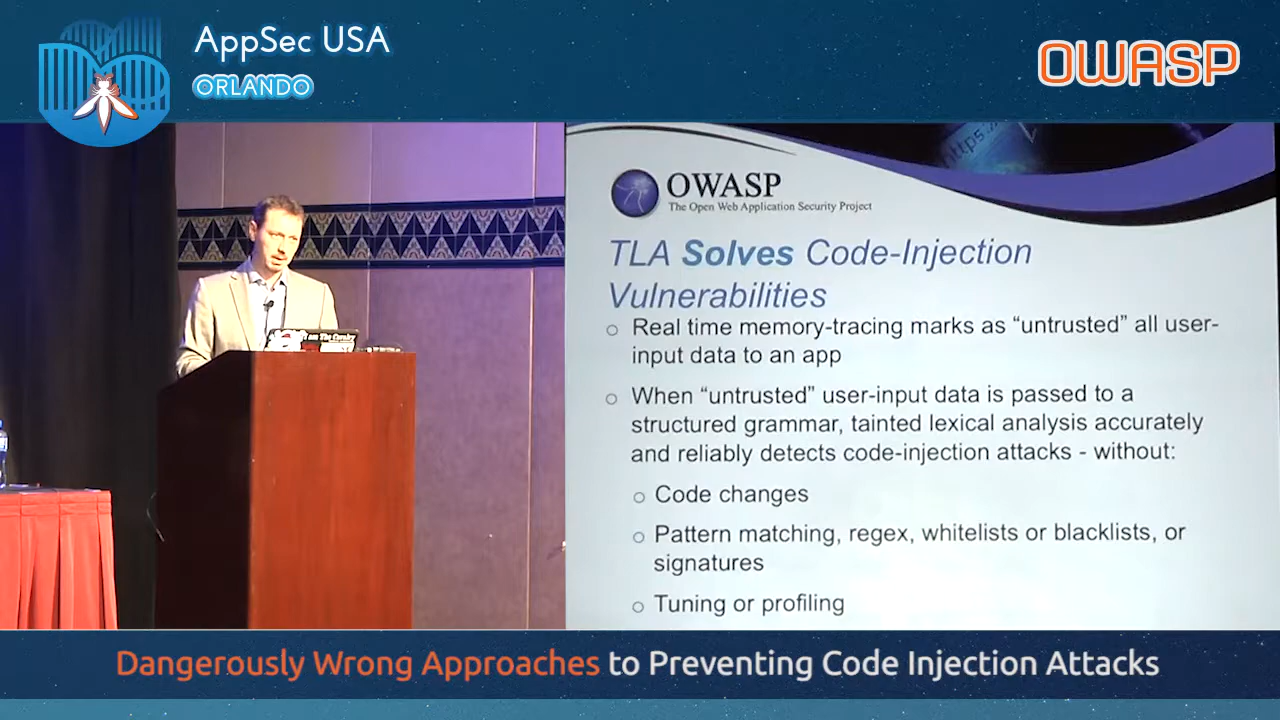 AppSec USA
ORLANDO
OWASP
https://
OWASP
The Open Web Application Security Project
TLA Solves Code-Injection
Vulnerabilities
○ Real time memory-tracing marks as “untrusted” all user-
input data to an app
○ When “untrusted” user-input data is passed to a
structured grammar, tainted lexical analysis accurately
and reliably detects code-injection attacks - without:
○ Code changes
○ Pattern matching, regex, whitelists or blacklists, or
signatures
○ Tuning or profiling
Dangerously Wrong Approaches to Preventing Code Injection Attacks